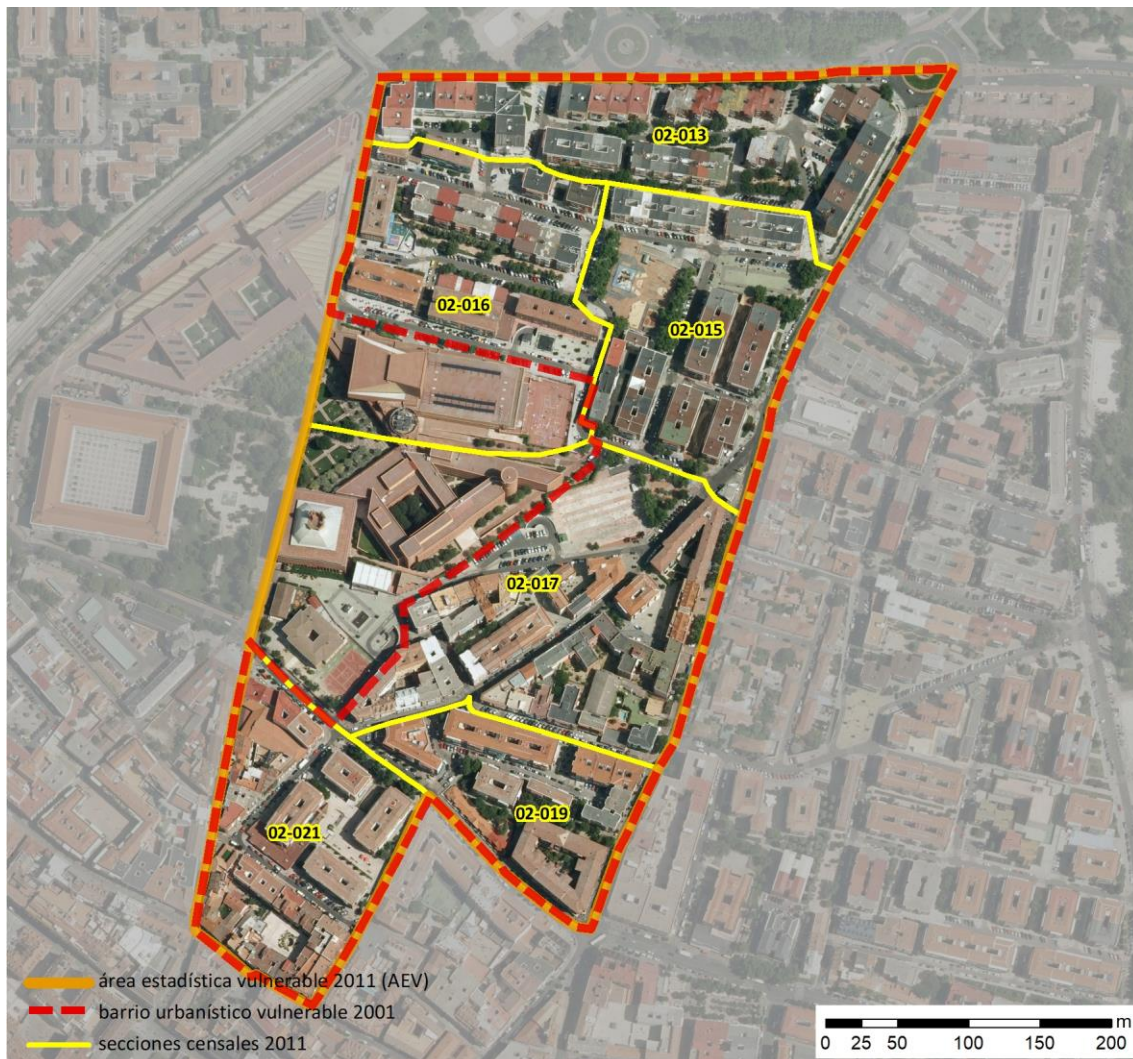 02-013
02-016
02-015
02-017
02-019
02-021
área estadística vulnerable 2011 (AEV)
barrio urbanístico vulnerable 2001
secciones censales 2011
m
0 25 50 100 150 200